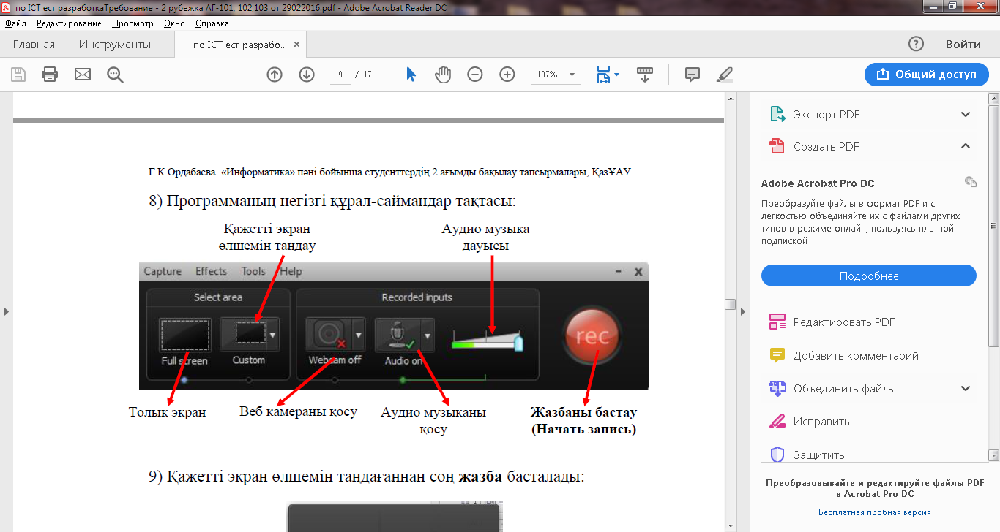 по ICT ест разработкаТребование - 2 рубежка АГ-101, 102,103 от 29022016.pdf - Adobe Acrobat Reader DC
Файл Редактирование Просмотр Окно Справка
Главная Инструменты по ICT ест разрабо... × Войти
9 / 17 107% Общий доступ
Г.К.Ордабаева. «Информатика» пәні бойынша студенттердің 2 ағымды бақылау тапсырмалары, ҚазҰАУ
8) Программаның негізгі құрал-саймандар тақтасы:
Қажетті экран
өлшемін таңдау
Аудио музыка
дауысы
Capture Effects Tools Help
Select area Recorded inputs
rec
Full screen Custom Webcam off Audio on
Толық экран
Веб камераны қосу
Аудио музыканы
қосу
Жазбаны бастау
(Начать запись)
9) Қажетті экран өлшемін таңдағаннан соң жазба басталады:
Экспорт PDF
Создать PDF
Adobe Acrobat Pro DC
Преобразуйте файлы в формат PDF и с
легкостью объединяйте их с файлами других
типов в режиме онлайн, пользуясь платной
подпиской
Подробнее
Редактировать PDF
Добавить комментарий
Объединить файлы
Исправить
Защитить
Преобразовывайте и редактируйте файлы PDF
в Acrobat Pro DC
Бесплатная пробная версия